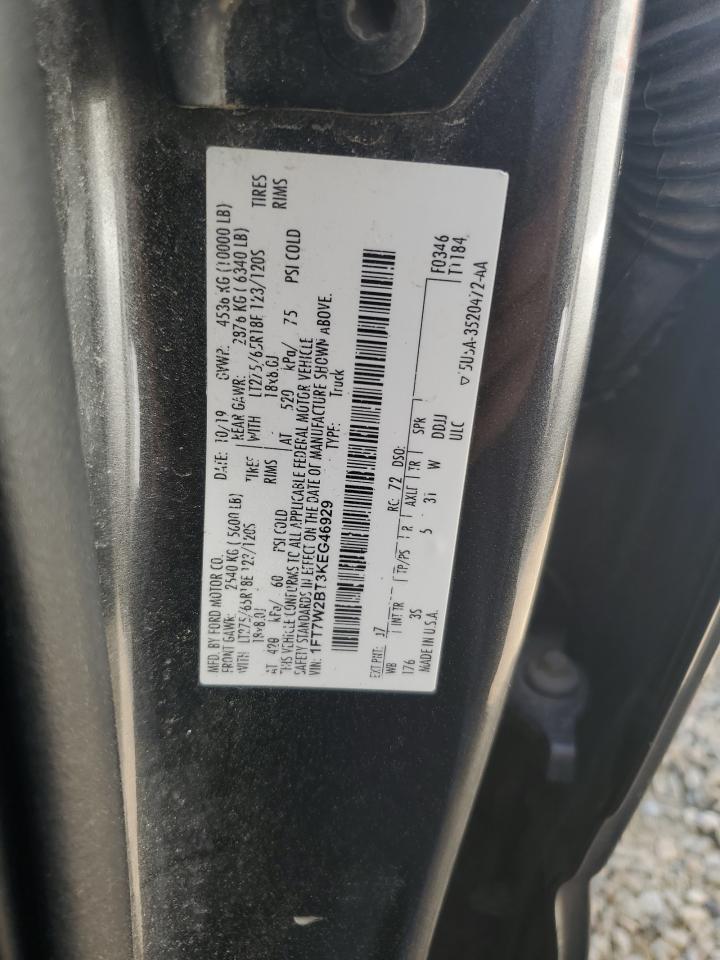 MFD. BY FORD MOTOR CO. DATE: 10/19 GVWR: 4536 KG (10000 LB)
FRONT GAWR: 2540 KG (5600 LB) REAR GAWR: 2876 KG (6340 LB)
WITH LT275/65R18E 123/120S TIRES WITH LT275/65R18E 123/120S TIRES
18x8.0J RIMS 18x8.0J RIMS
AT 420 kPa/ 60 PSI COLD AT 520 kPa/ 75 PSI COLD
THIS VEHICLE CONFORMS TO ALL APPLICABLE FEDERAL MOTOR VEHICLE
SAFETY STANDARDS IN EFFECT ON THE DATE OF MANUFACTURE SHOWN ABOVE.
VIN: 1FT7W2BT3KEG46929 TYPE: Truck
F0346
T1184
EXT PNT: RC: 72 DSO:
WB INT TR TP/PS R AXLE TR SPR
176 3S 5 31 W DDJJ
MADE IN U.S.A. ULC